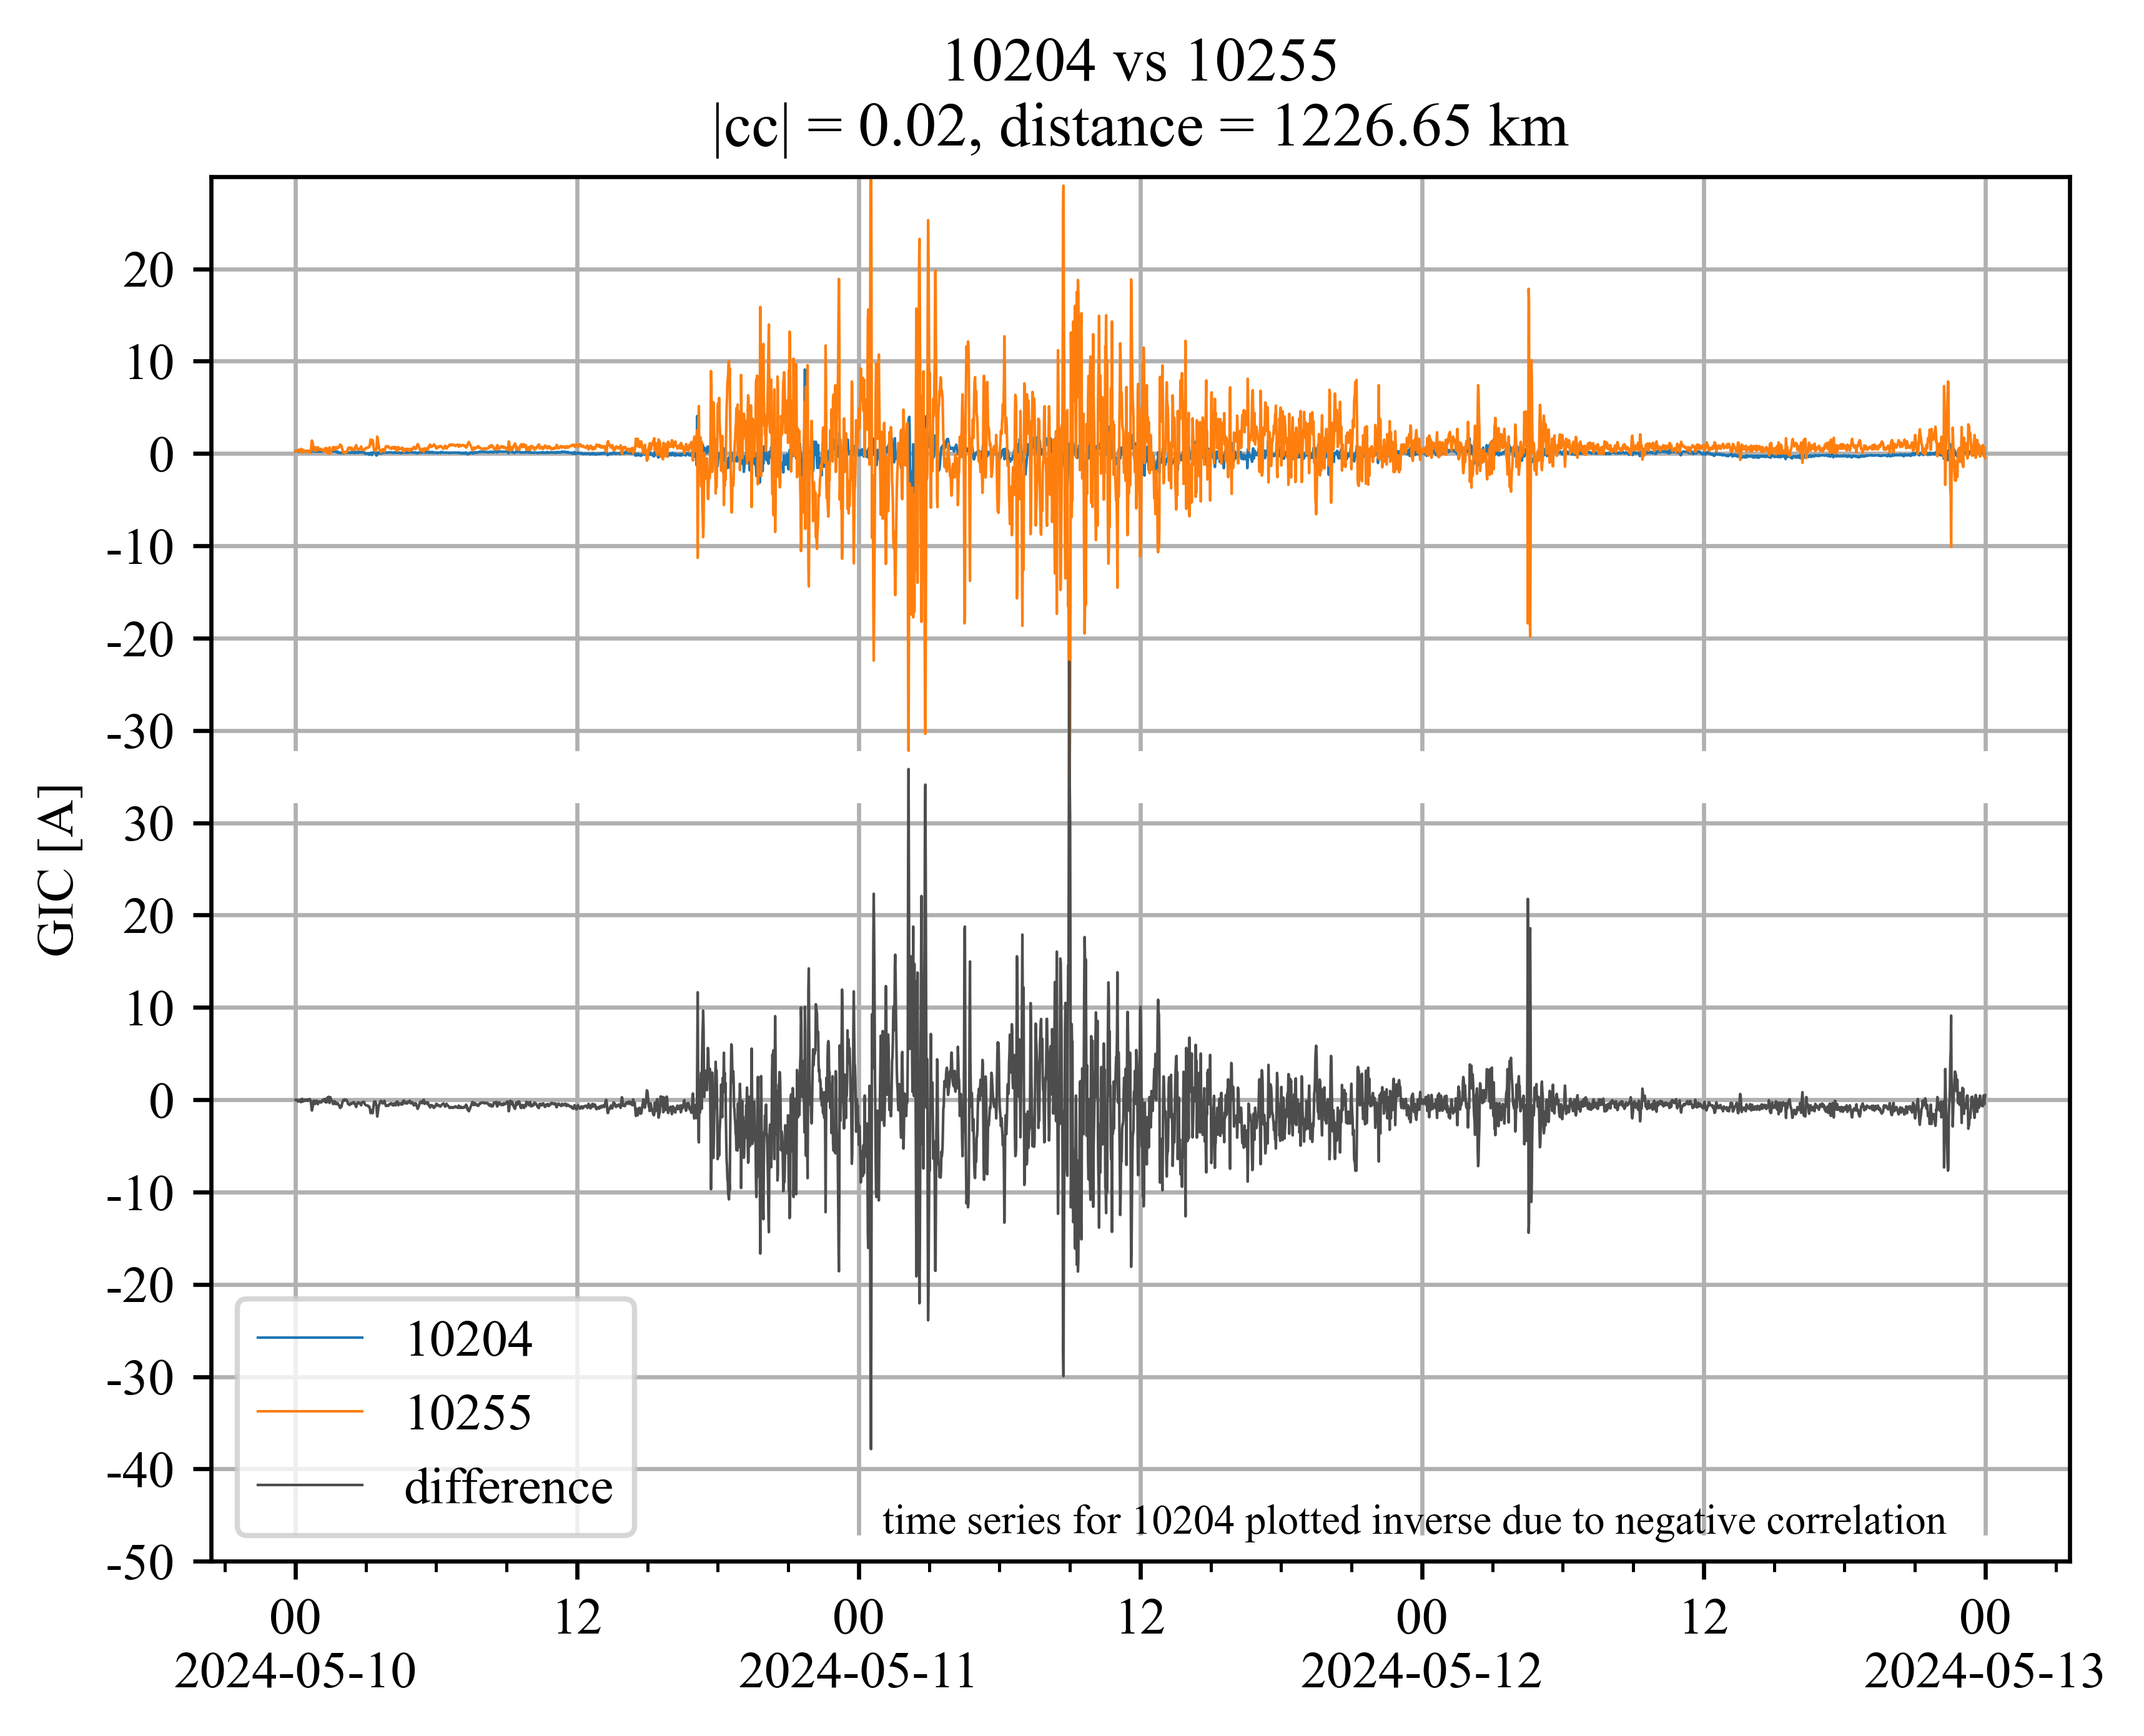 10204 vs 10255
|cc| = 0.02, distance = 1226.65 km
GIC [A]
20
10
0
-10
-20
-30
30
20
10
0
-10
-20
-30
-40
-50
10204
10255
difference
time series for 10204 plotted inverse due to negative correlation
00 12 00 12 00 12 00
2024-05-10 2024-05-11 2024-05-12 2024-05-13